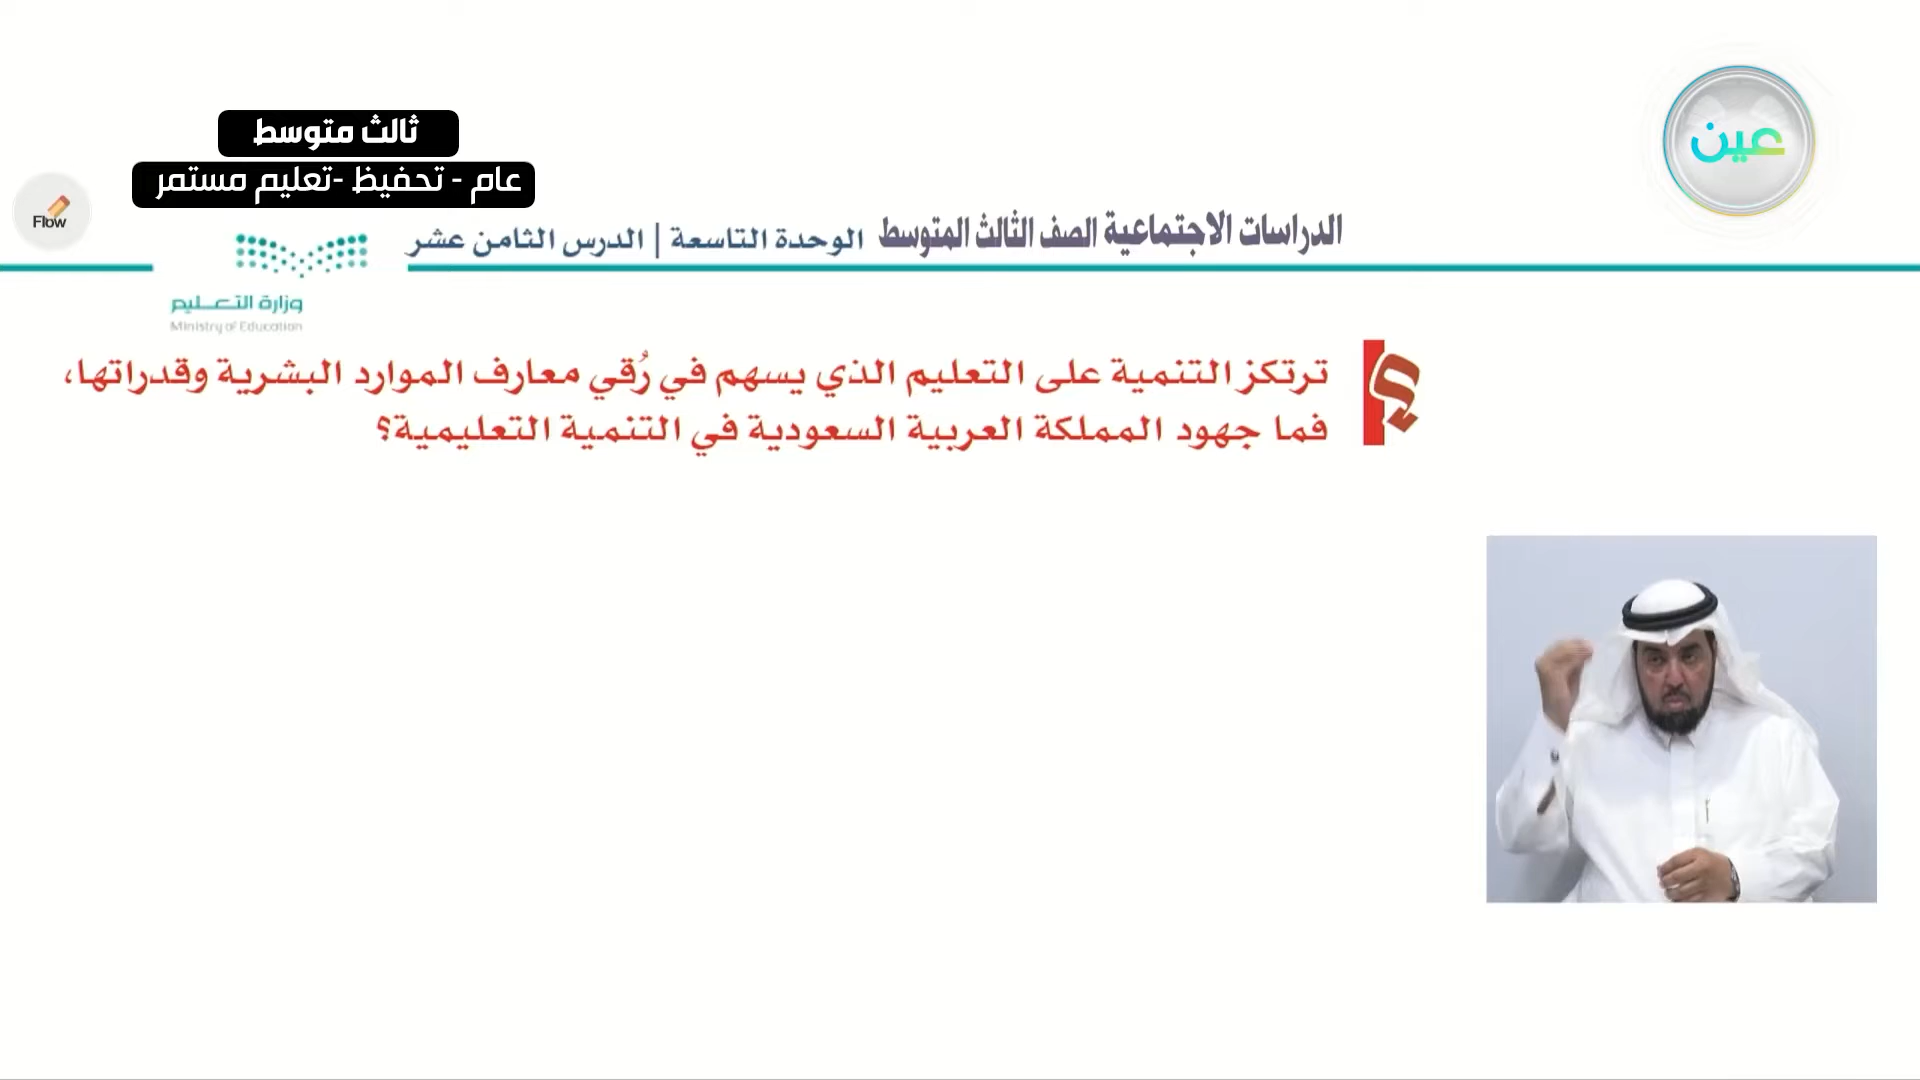 عين
ثالث متوسط
عام - تحفيظ -تعليم مستمر
Flow
الدراسات الاجتماعية الصف الثالث المتوسط الوحدة التاسعة | الدرس الثامن عشر
وزارة التعليم
Ministry of Education
ترتكز التنمية على التعليم الذي يسهم في رُقي معارف الموارد البشرية وقدراتها،
فما جهود المملكة العربية السعودية في التنمية التعليمية؟